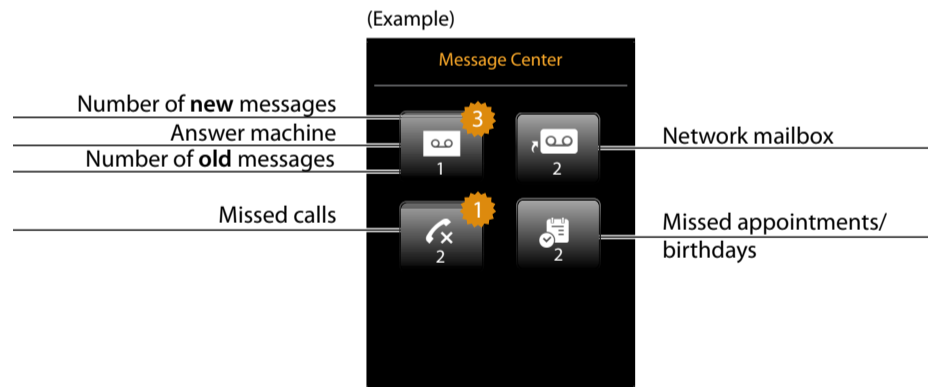 (Example)
Message Center
Number of new messages
3
Answer machine
Network mailbox
Number of old messages
1
2
Missed calls
1
Missed appointments/
birthdays
2
2